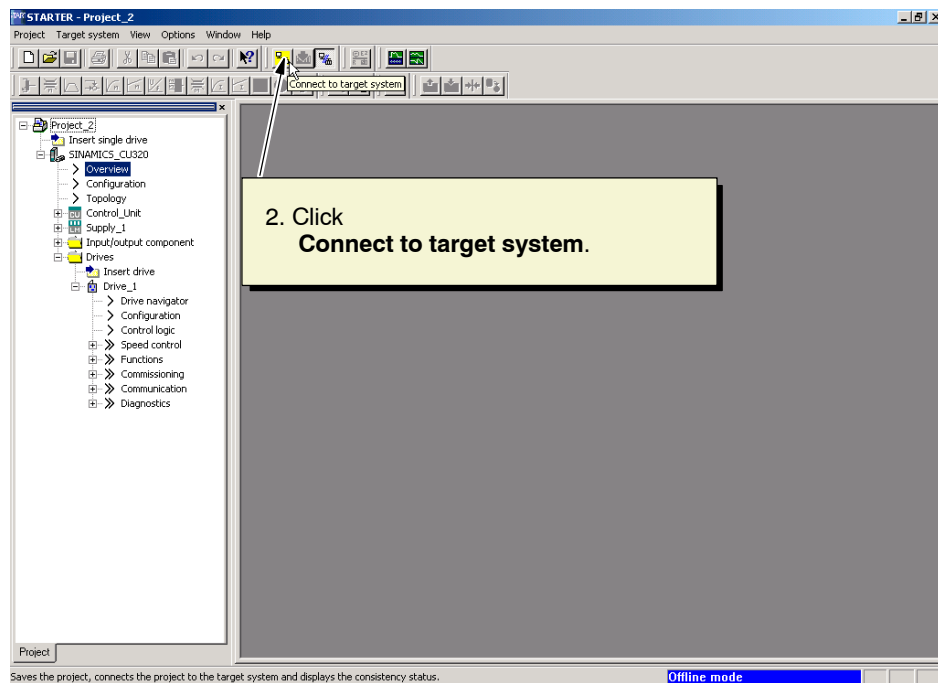 STARTER - Project_2
Project Target system View Options Window Help
Connect to target system
Project_2
Insert single drive
SINAMICS_CU320
Overview
Configuration
Topology
Control_Unit
Supply_1
Input/output component
Drives
Insert drive
Drive_1
Drive navigator
Configuration
Control logic
Speed control
Functions
Commissioning
Communication
Diagnostics
2. Click
Connect to target system.
Project
Saves the project, connects the project to the target system and displays the consistency status.
Offline mode